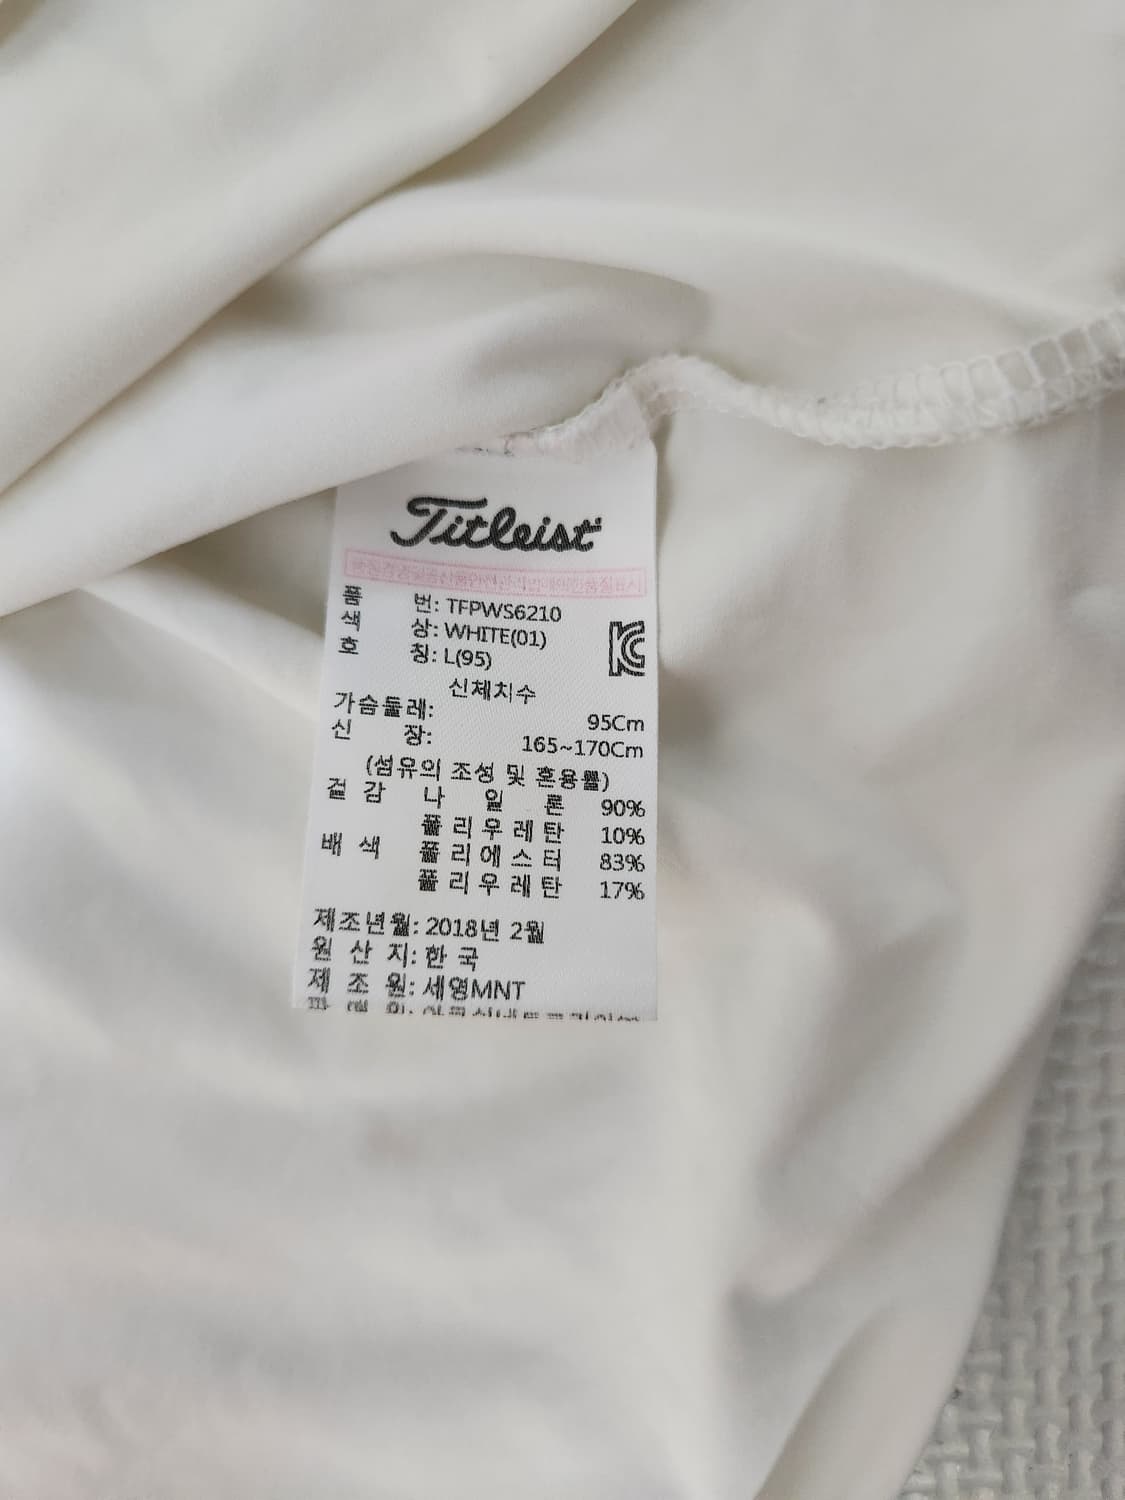 Titleist
품 번: TFPWS6210
색 상: WHITE(01)
호 칭: L(95)
신체치수
가슴둘레: 95Cm
신 장: 165~170Cm
(섬유의 조성 및 혼용률)
겉 감 나 일 론 90%
폴 리 우 레 탄 10%
배 색 폴 리 에 스 터 83%
폴 리 우 레 탄 17%
제조년월: 2018년 2월
원 산 지: 한 국
제 조 원: 세영MNT